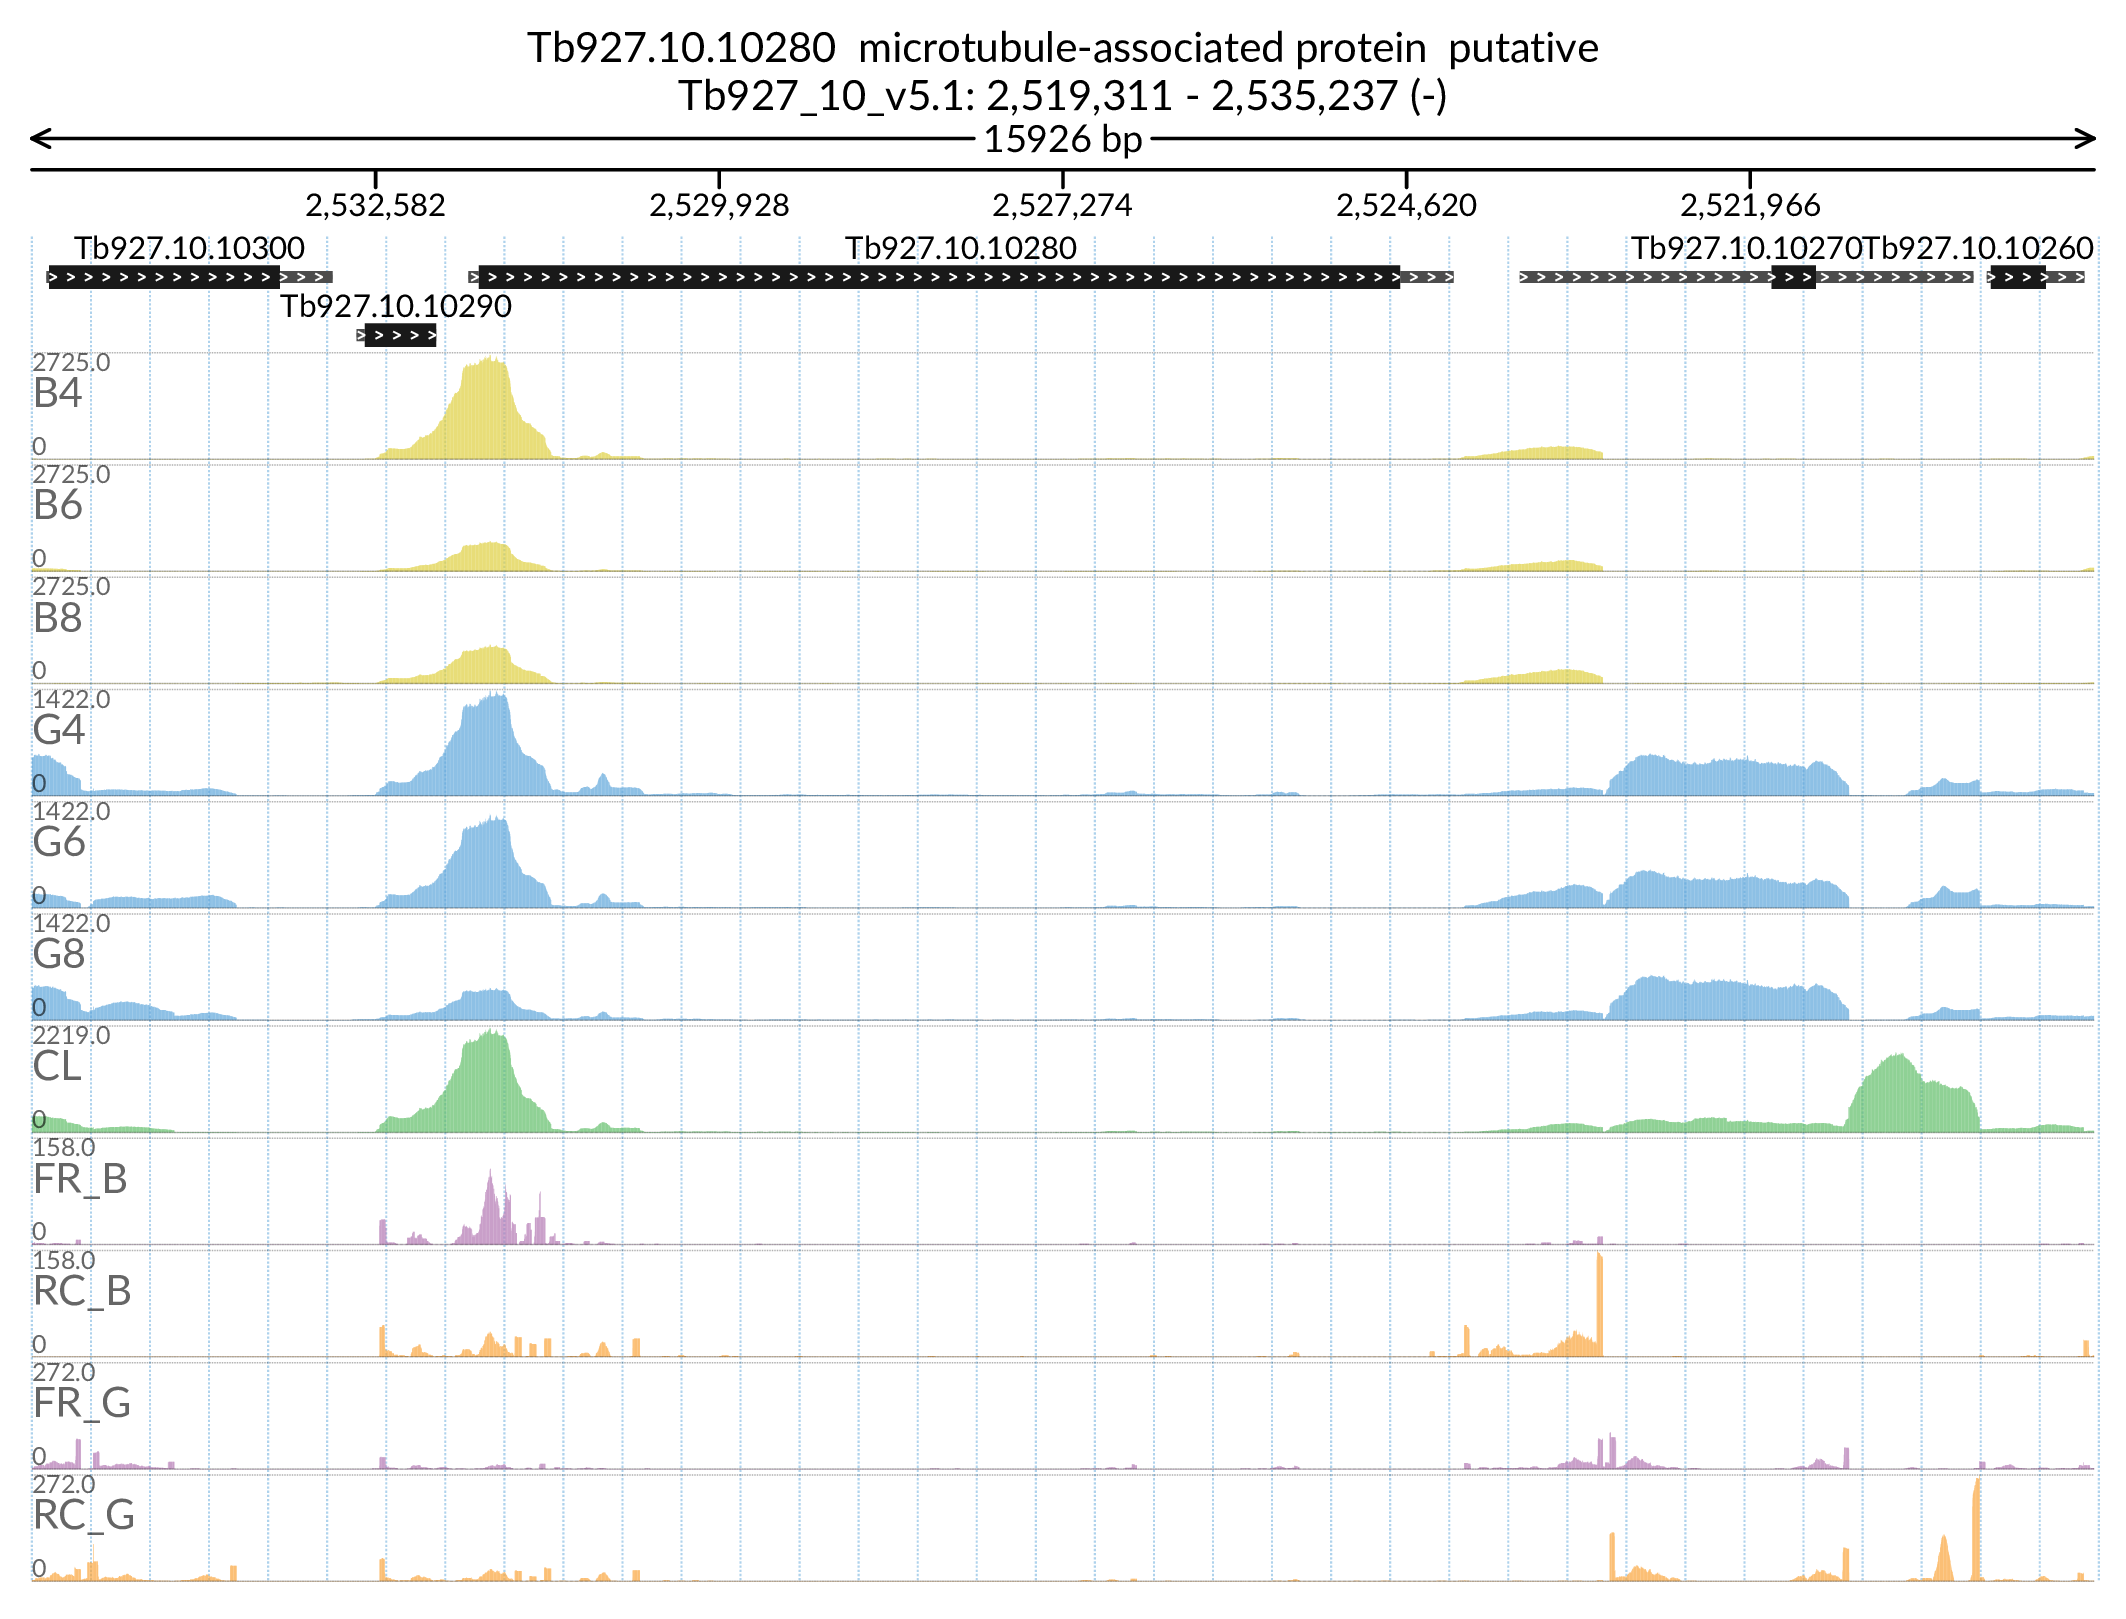 Tb927.10.10280  microtubule-associated protein  putative
Tb927_10_v5.1: 2,519,311 - 2,535,237 (-)
15926 bp
2,532,582 2,529,928 2,527,274 2,524,620 2,521,966
Tb927.10.10300 Tb927.10.10280 Tb927.10.10270 Tb927.10.10260
Tb927.10.10290
2725.0
B4
0
2725.0
B6
0
2725.0
B8
0
1422.0
G4
0
1422.0
G6
0
1422.0
G8
0
2219.0
CL
0
158.0
FR_B
0
158.0
RC_B
0
272.0
FR_G
0
272.0
RC_G
0